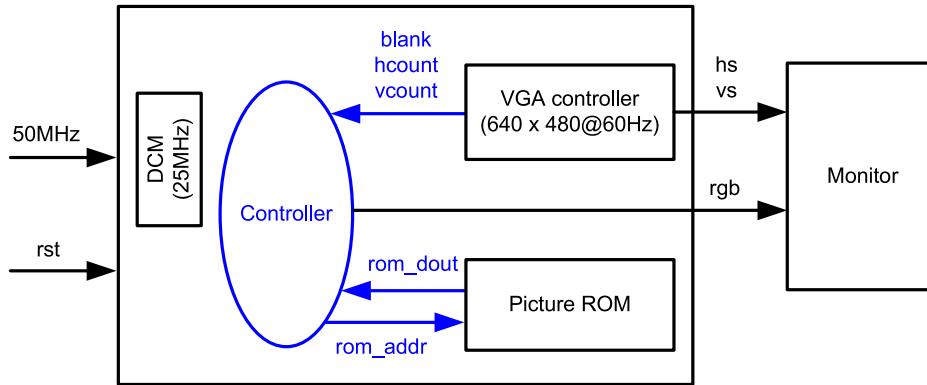 blank
hcount
vcount
hs
vs
VGA controller
(640 x 480@60Hz)
50MHz
DCM
(25MHz)
Monitor
rgb
Controller
rst
rom_dout
Picture ROM
rom_addr